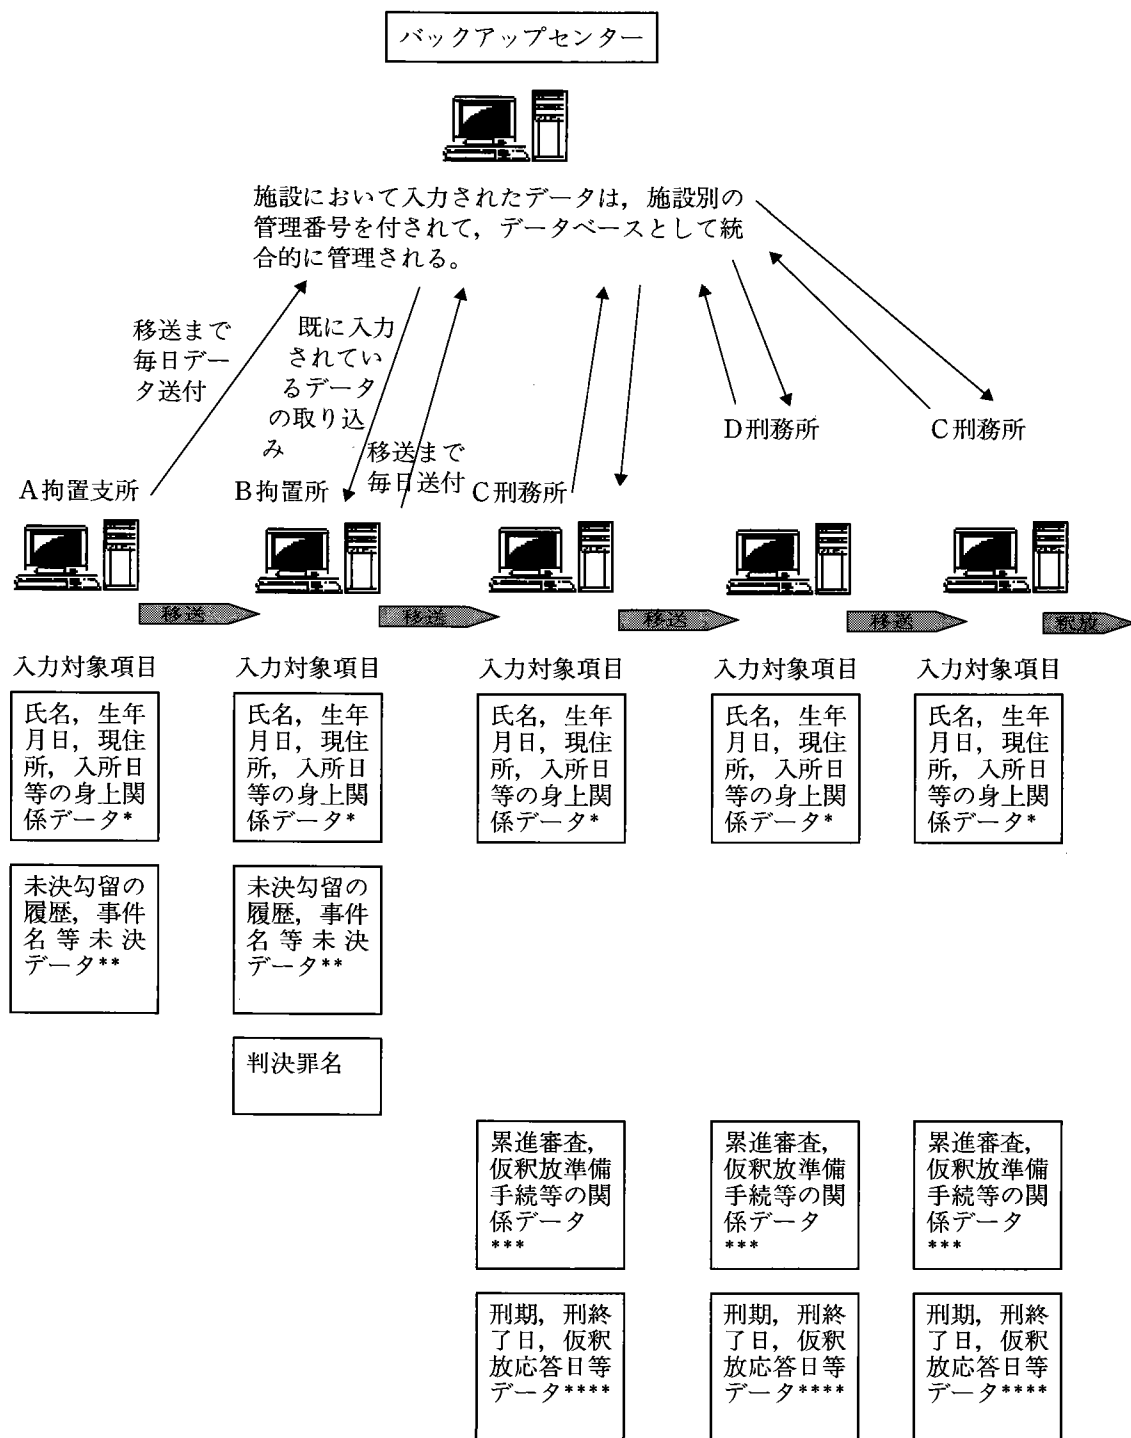 バックアップセンター
施設において入力されたデータは，施設別の
管理番号を付されて，データベースとして統
合的に管理される。
移送まで
毎日デー
タ送付
既に入力
されてい
るデータ
の取り込
み
移送まで
毎日送付
D刑務所
C刑務所
A拘置支所
B拘置所
C刑務所
移送
移送
移送
移送
釈放
入力対象項目
入力対象項目
入力対象項目
入力対象項目
入力対象項目
氏名，生年
月日，現住
所，入所日
等の身上関
係データ*
氏名，生年
月日，現住
所，入所日
等の身上関
係データ*
氏名，生年
月日，現住
所，入所日
等の身上関
係データ*
氏名，生年
月日，現住
所，入所日
等の身上関
係データ*
氏名，生年
月日，現住
所，入所日
等の身上関
係データ*
未決勾留の
履歴，事件
名等未決
データ**
未決勾留の
履歴，事件
名等未決
データ**
判決罪名
累進審査，
仮釈放準備
手続等の関
係データ
***
累進審査，
仮釈放準備
手続等の関
係データ
***
累進審査，
仮釈放準備
手続等の関
係データ
***
刑期，刑終
了日，仮釈
放応答日等
データ****
刑期，刑終
了日，仮釈
放応答日等
データ****
刑期，刑終
了日，仮釈
放応答日等
データ****